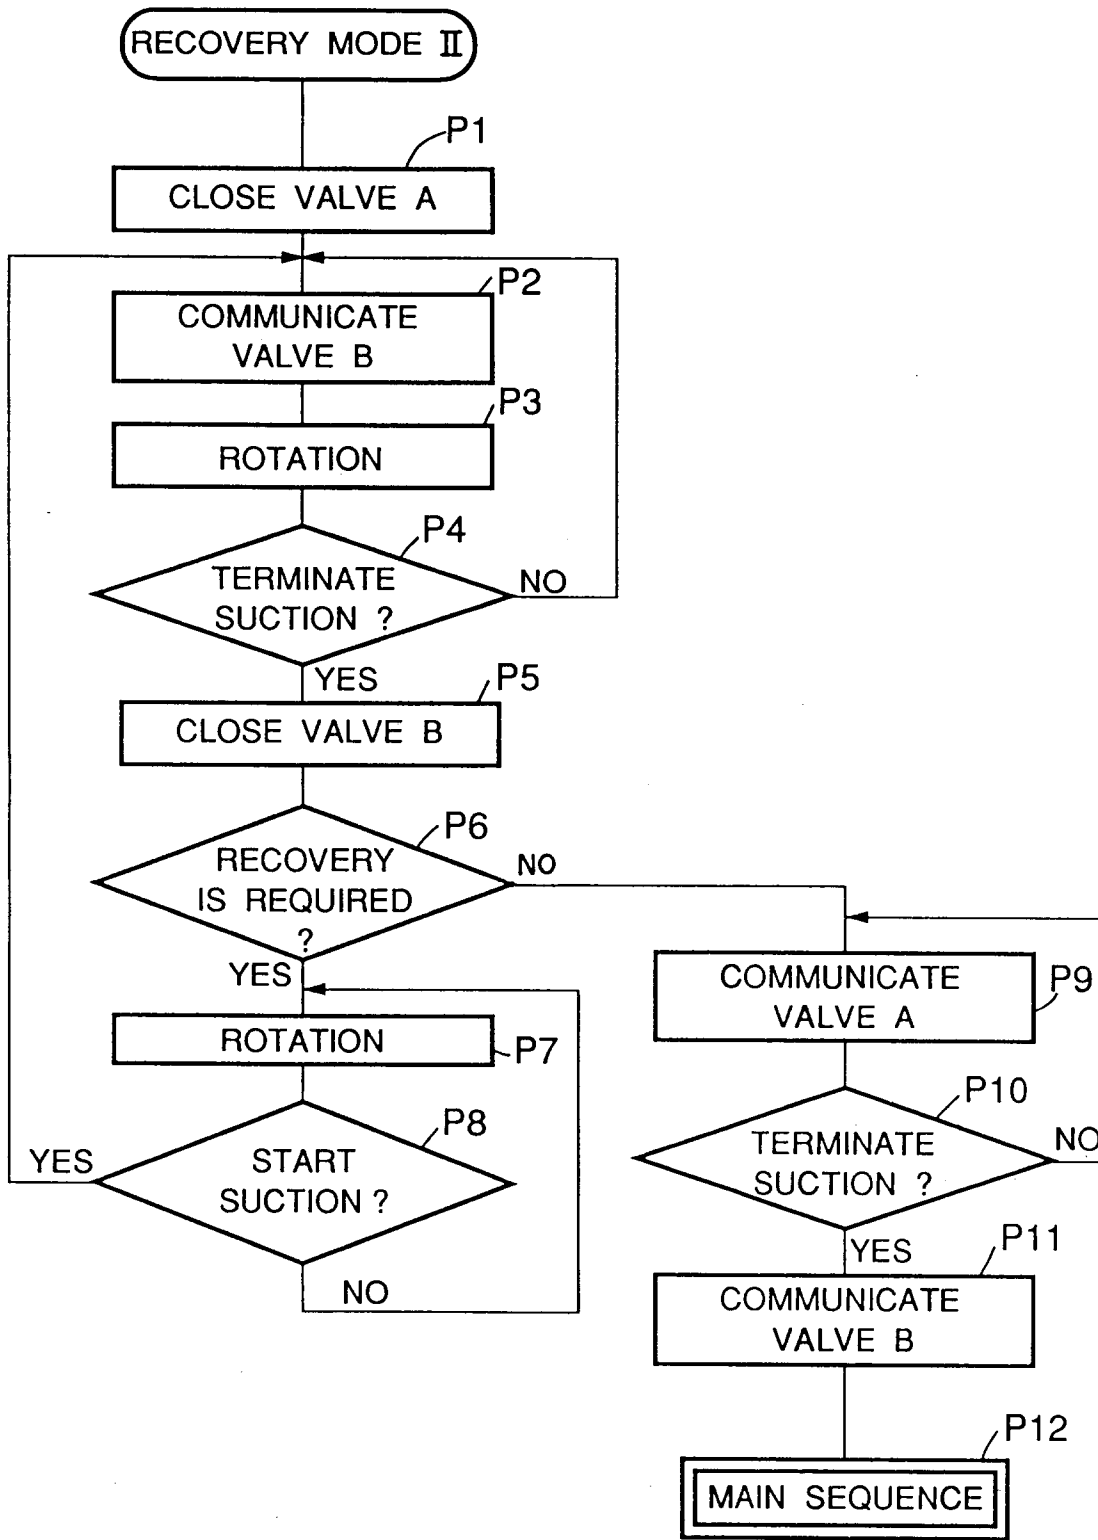 RECOVERY MODE II
P1
CLOSE VALVE A
P2
COMMUNICATE
VALVE B
P3
ROTATION
P4
TERMINATE
SUCTION ?
NO
YES
P5
CLOSE VALVE B
P6
RECOVERY
IS REQUIRED
?
NO
YES
ROTATION
P7
P8
START
SUCTION ?
YES
NO
COMMUNICATE
VALVE A
P9
P10
TERMINATE
SUCTION ?
NO
YES
P11
COMMUNICATE
VALVE B
P12
MAIN SEQUENCE